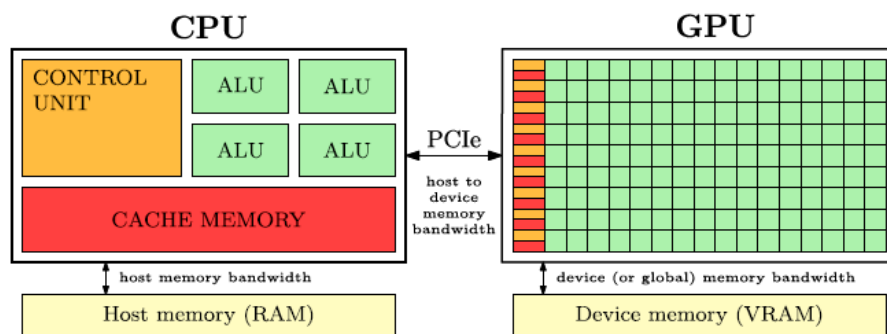 CPU
GPU
CONTROL
UNIT
ALU
ALU
ALU
ALU
CACHE MEMORY
PCIe
host to
device
memory
bandwidth
host memory bandwidth
device (or global) memory bandwidth
Host memory (RAM)
Device memory (VRAM)